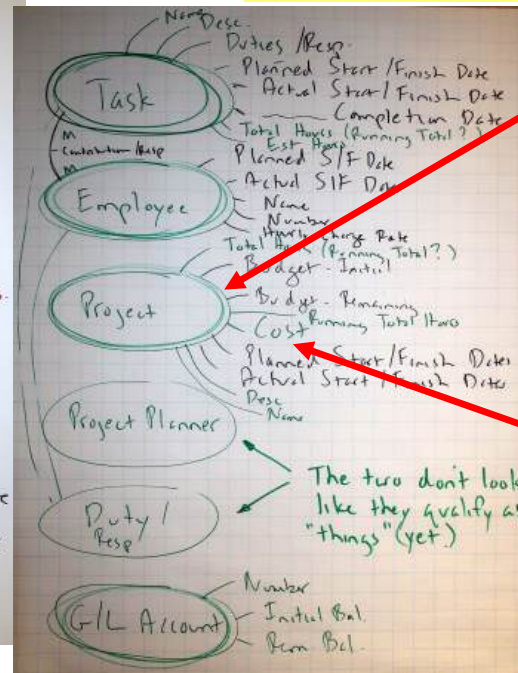 Name
Desc.
Duties / Resp.
Planned Start / Finish Date
Actual Start / Finish Date
Completion Date
Task
Total Hours (Running Total?)
Est Hours
M
Contribution / Resp
M
Planned S/F Date
Actual S/F Date
Employee
Name
Number
Hourly Charge Rate
Total Hours (Running Total?)
Budget - Initial
Project
Budget - Remaining
Running Total Hours
Cost
Planned Start / Finish Dates
Actual Start / Finish Dates
Desc
Name
Project Planner
The two don't look
like they qualify as
"things" (yet)
Duty /
Resp
Number
G/L Account
Initial Bal.
Rem Bal.